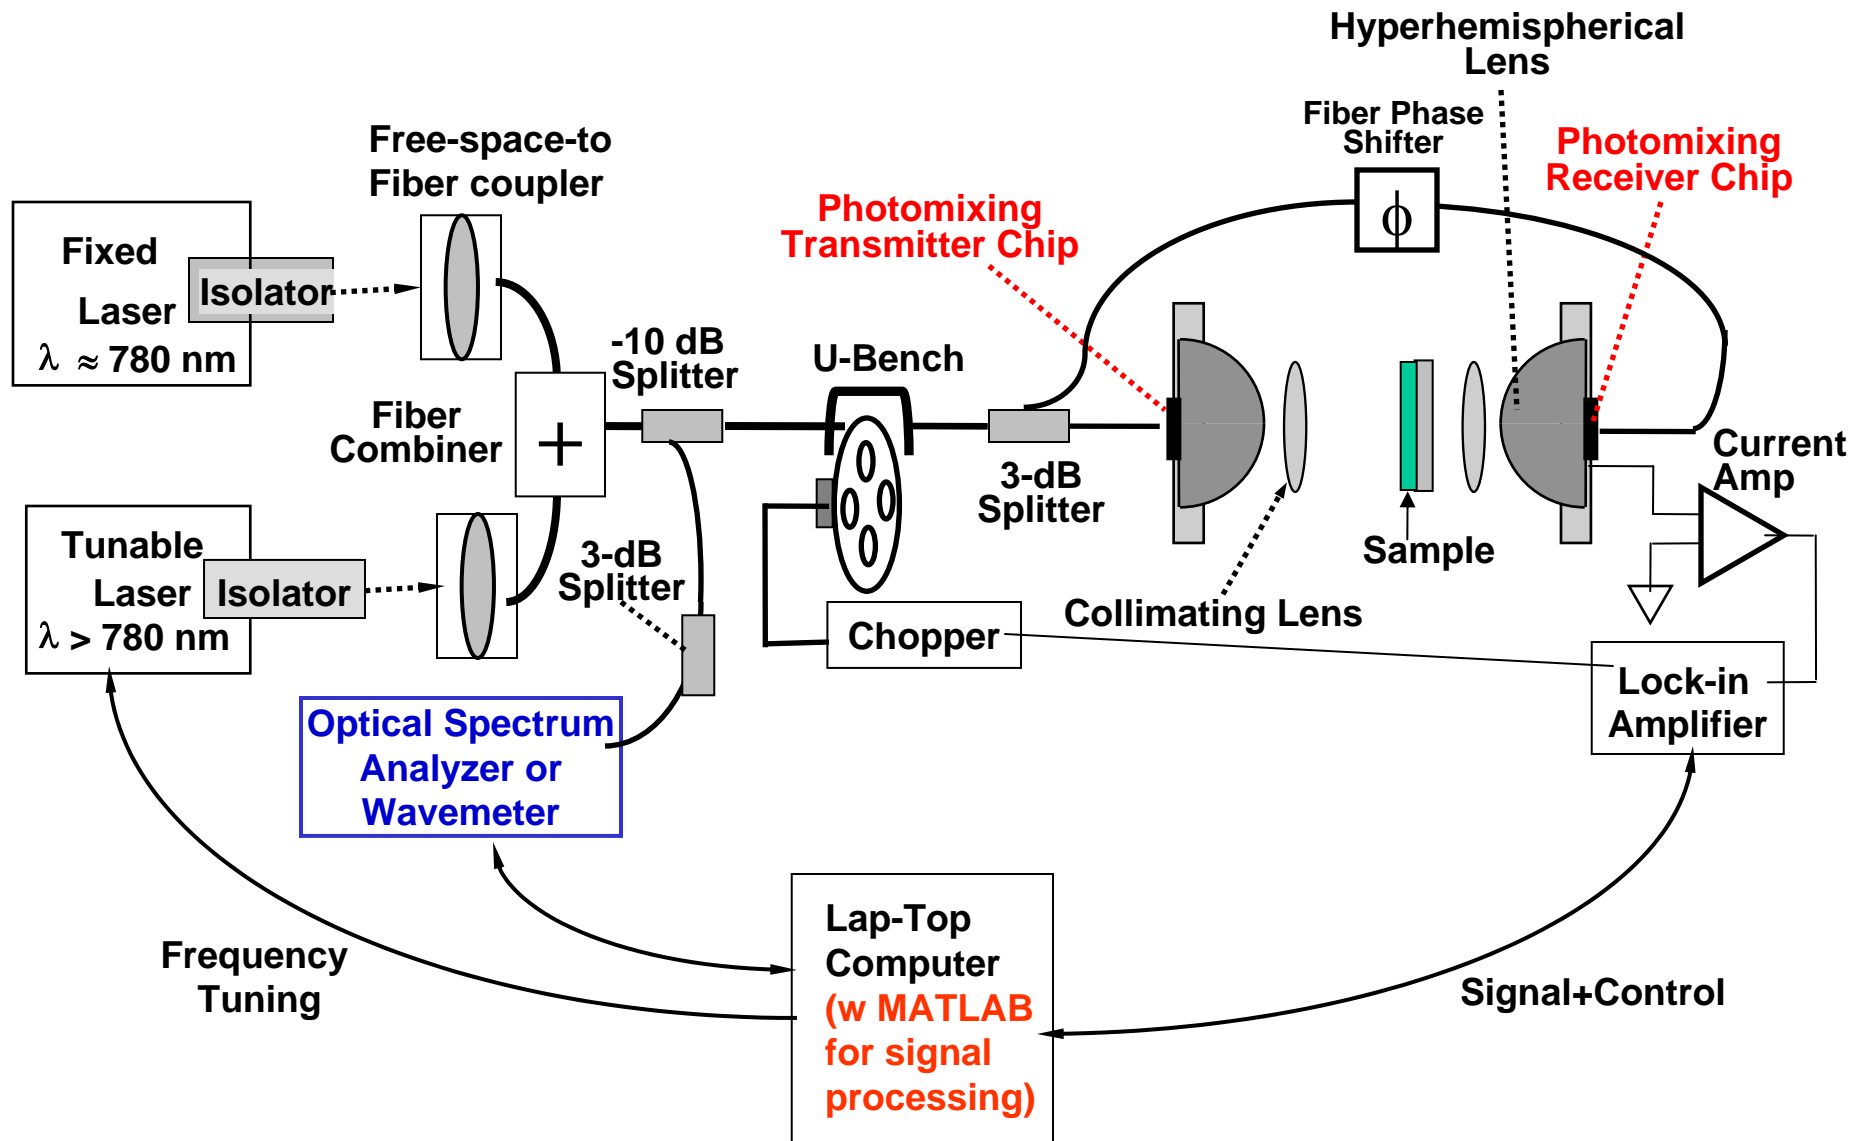 Hyperhemispherical
Lens
Fiber Phase
Shifter
Photomixing
Receiver Chip
Free-space-to
Fiber coupler
Photomixing
Transmitter Chip
ϕ
Fixed
Isolator
Laser
λ ≈ 780 nm
-10 dB
Splitter
U-Bench
Fiber
Combiner
+
3-dB
Splitter
Current
Amp
Tunable
Isolator
Laser
λ > 780 nm
3-dB
Splitter
Sample
Collimating Lens
Chopper
Lock-in
Amplifier
Optical Spectrum
Analyzer or
Wavemeter
Frequency
Tuning
Lap-Top
Computer
(w MATLAB
for signal
processing)
Signal+Control